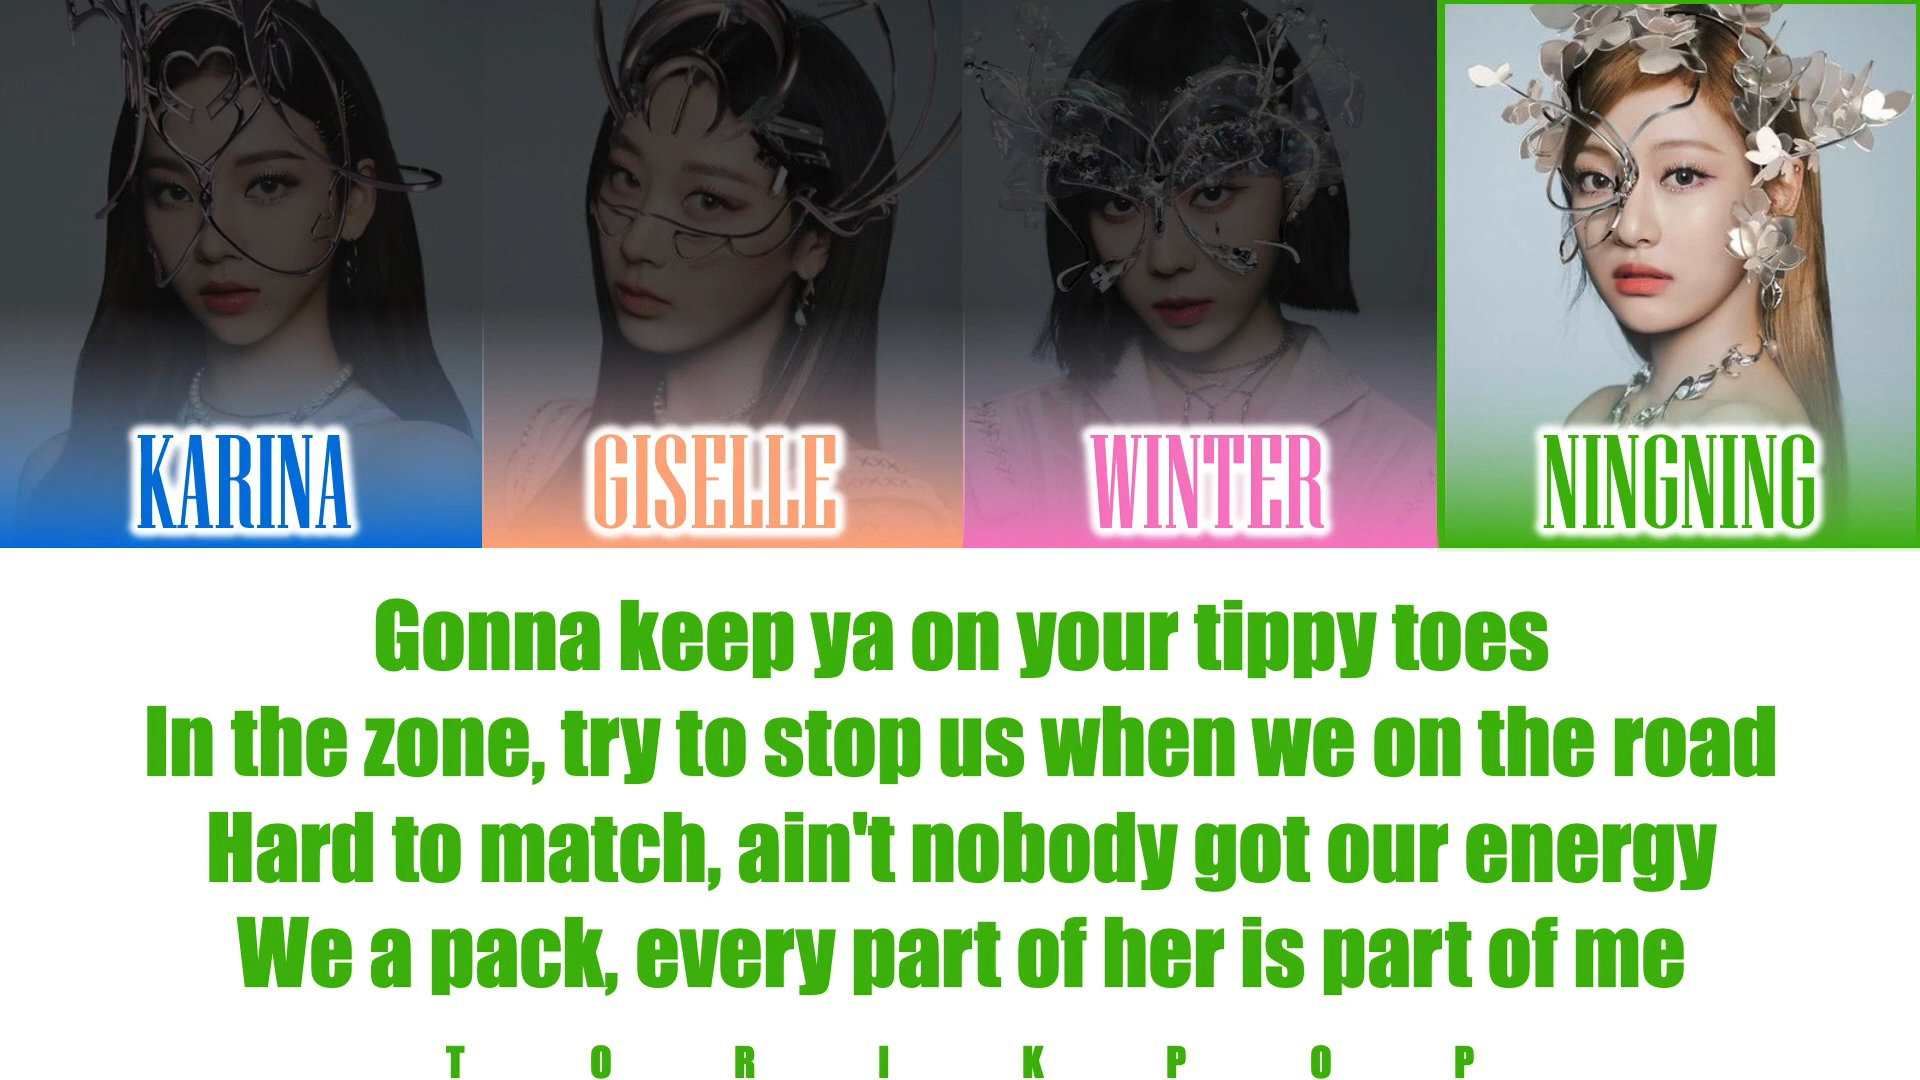 KARINA GISELLE WINTER NINGNING
Gonna keep ya on your tippy toes
In the zone, try to stop us when we on the road
Hard to match, ain't nobody got our energy
We a pack, every part of her is part of me
T O R I K P O P